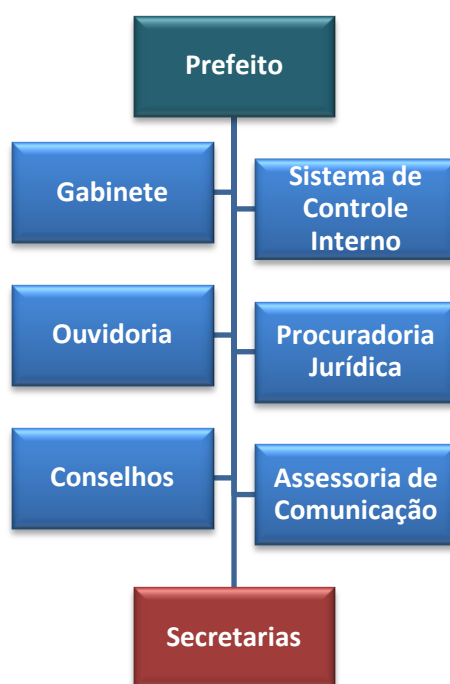 Prefeito
Gabinete
Sistema de
Controle
Interno
Ouvidoria
Procuradoria
Jurídica
Conselhos
Assessoria de
Comunicação
Secretarias